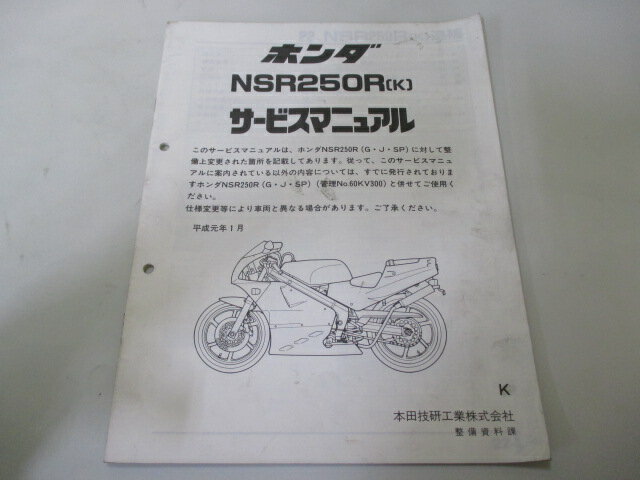 ホンダ
NSR250R〔K〕
サービスマニュアル
このサービスマニュアルは、ホンダNSR250R（G・J・SP）に対して整
備上変更された箇所を記載してあります。従って、このサービスマニュ
アルに案内されている以外の内容については、すでに発行されておりま
すホンダNSR250R（G・J・SP）（管理No.60KV300）と併せてご使用く
ださい。
仕様変更等により車両と異なる場合があります。ご了承ください。
平成元年1月
K
本田技研工業株式会社
整備資料課